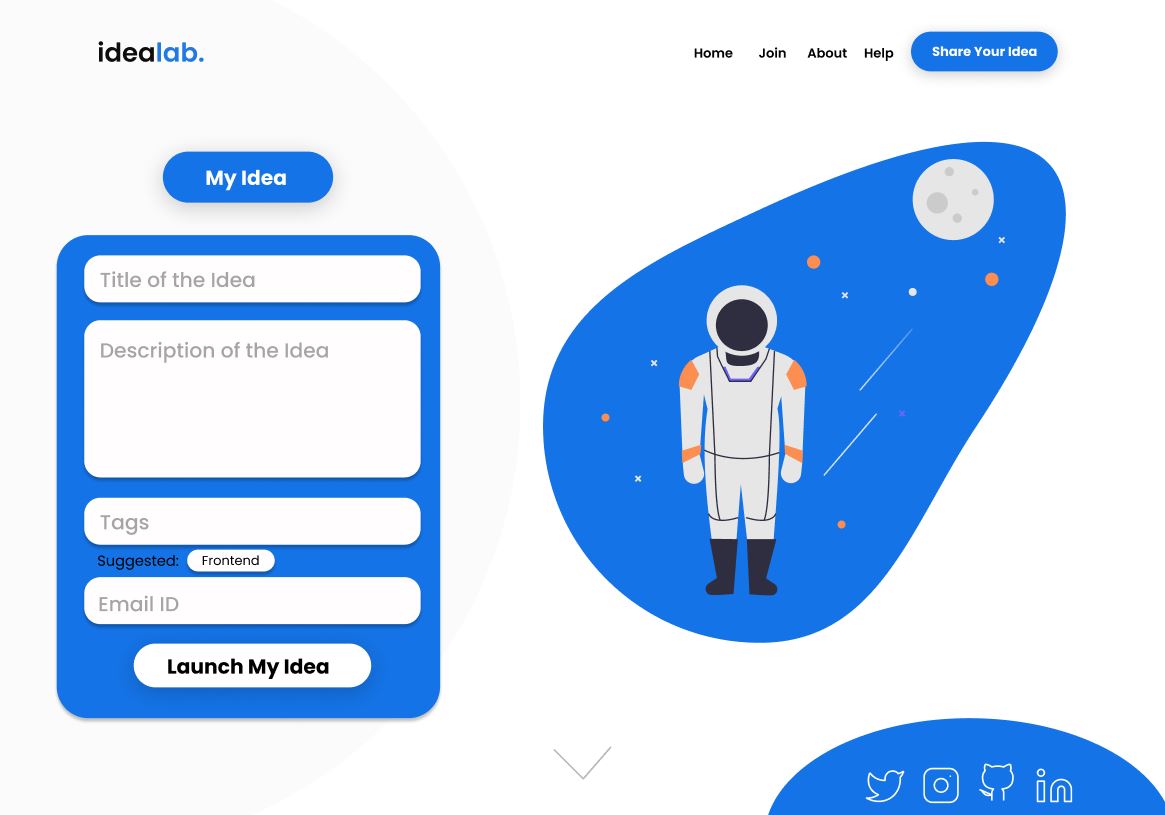 idealab.
Home Join About Help Share Your Idea
My Idea
Title of the Idea
Description of the Idea
Tags
Suggested: Frontend
Email ID
Launch My Idea